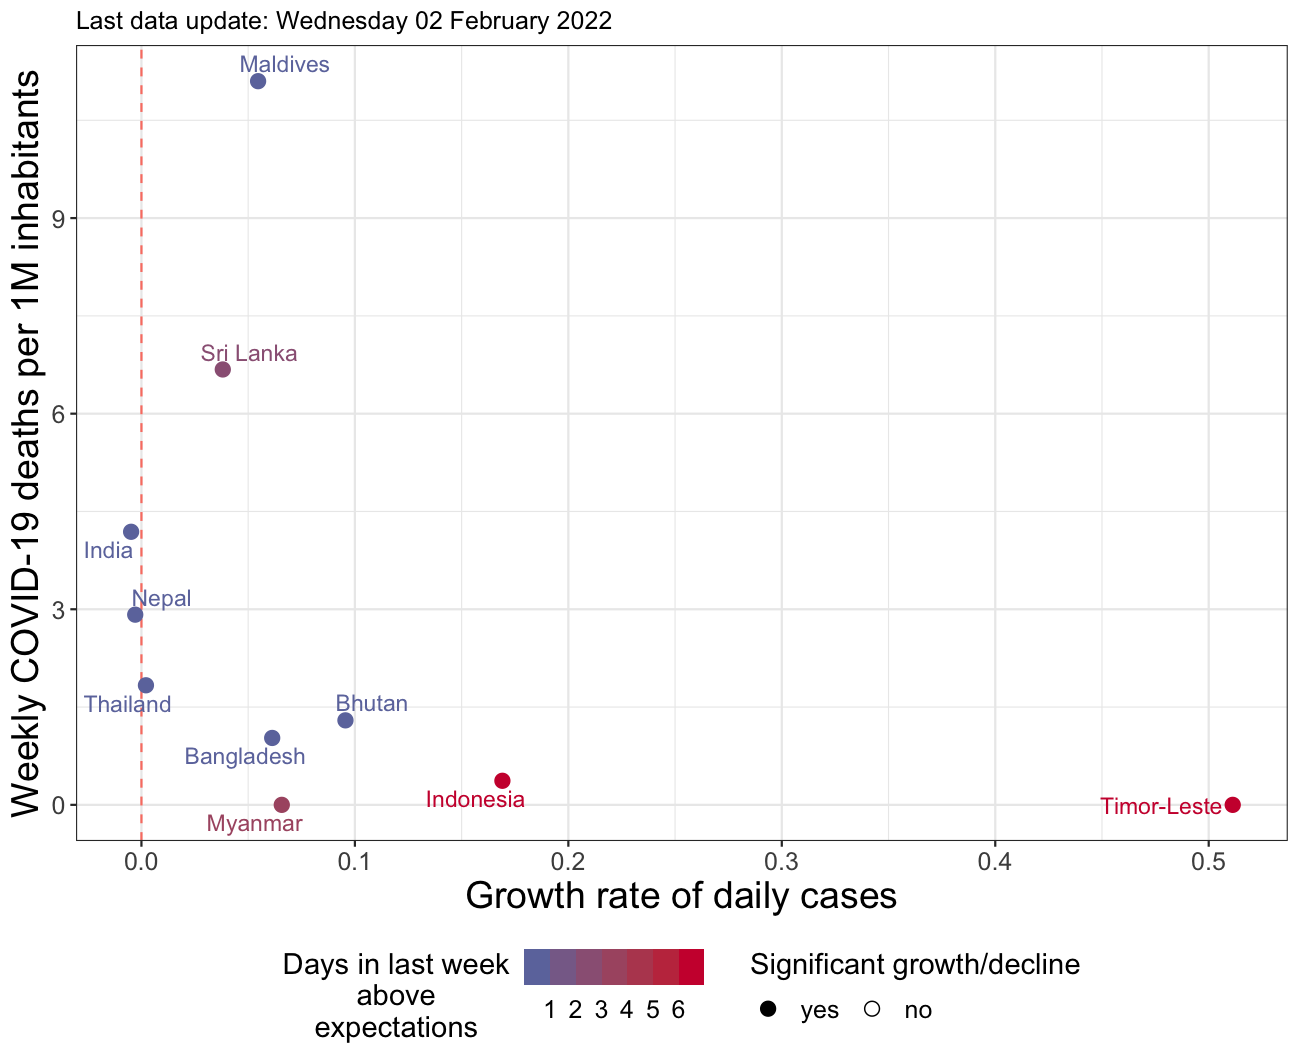 Last data update: Wednesday 02 February 2022
Weekly COVID-19 deaths per 1M inhabitants
Maldives
9
Sri Lanka
6
India
Nepal
3
Thailand
Bhutan
Bangladesh
Indonesia
0
Timor-Leste
Myanmar
0.0 0.1 0.2 0.3 0.4 0.5
Growth rate of daily cases
Days in last week
above
expectations
1 2 3 4 5 6
Significant growth/decline
yes no